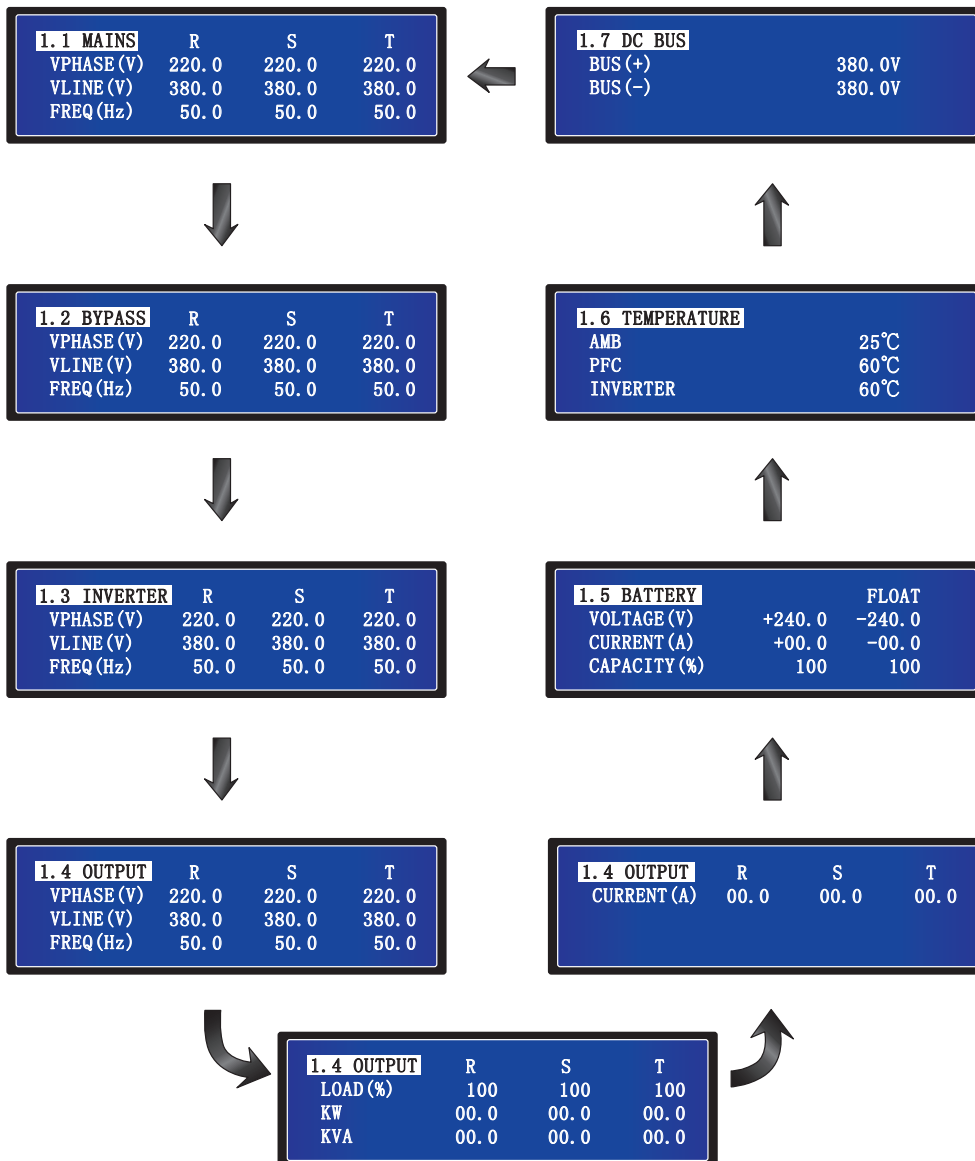 1.1 MAINS R S T
VPHASE(V) 220.0 220.0 220.0
VLINE(V) 380.0 380.0 380.0
FREQ(Hz) 50.0 50.0 50.0
1.2 BYPASS R S T
VPHASE(V) 220.0 220.0 220.0
VLINE(V) 380.0 380.0 380.0
FREQ(Hz) 50.0 50.0 50.0
1.3 INVERTER R S T
VPHASE(V) 220.0 220.0 220.0
VLINE(V) 380.0 380.0 380.0
FREQ(Hz) 50.0 50.0 50.0
1.4 OUTPUT R S T
VPHASE(V) 220.0 220.0 220.0
VLINE(V) 380.0 380.0 380.0
FREQ(Hz) 50.0 50.0 50.0
1.4 OUTPUT R S T
LOAD(%) 100 100 100
KW 00.0 00.0 00.0
KVA 00.0 00.0 00.0
1.4 OUTPUT R S T
CURRENT(A) 00.0 00.0 00.0
1.5 BATTERY FLOAT
VOLTAGE(V) +240.0 -240.0
CURRENT(A) +00.0 -00.0
CAPACITY(%) 100 100
1.6 TEMPERATURE
AMB 25℃
PFC 60℃
INVERTER 60℃
1.7 DC BUS
BUS(+) 380.0V
BUS(-) 380.0V